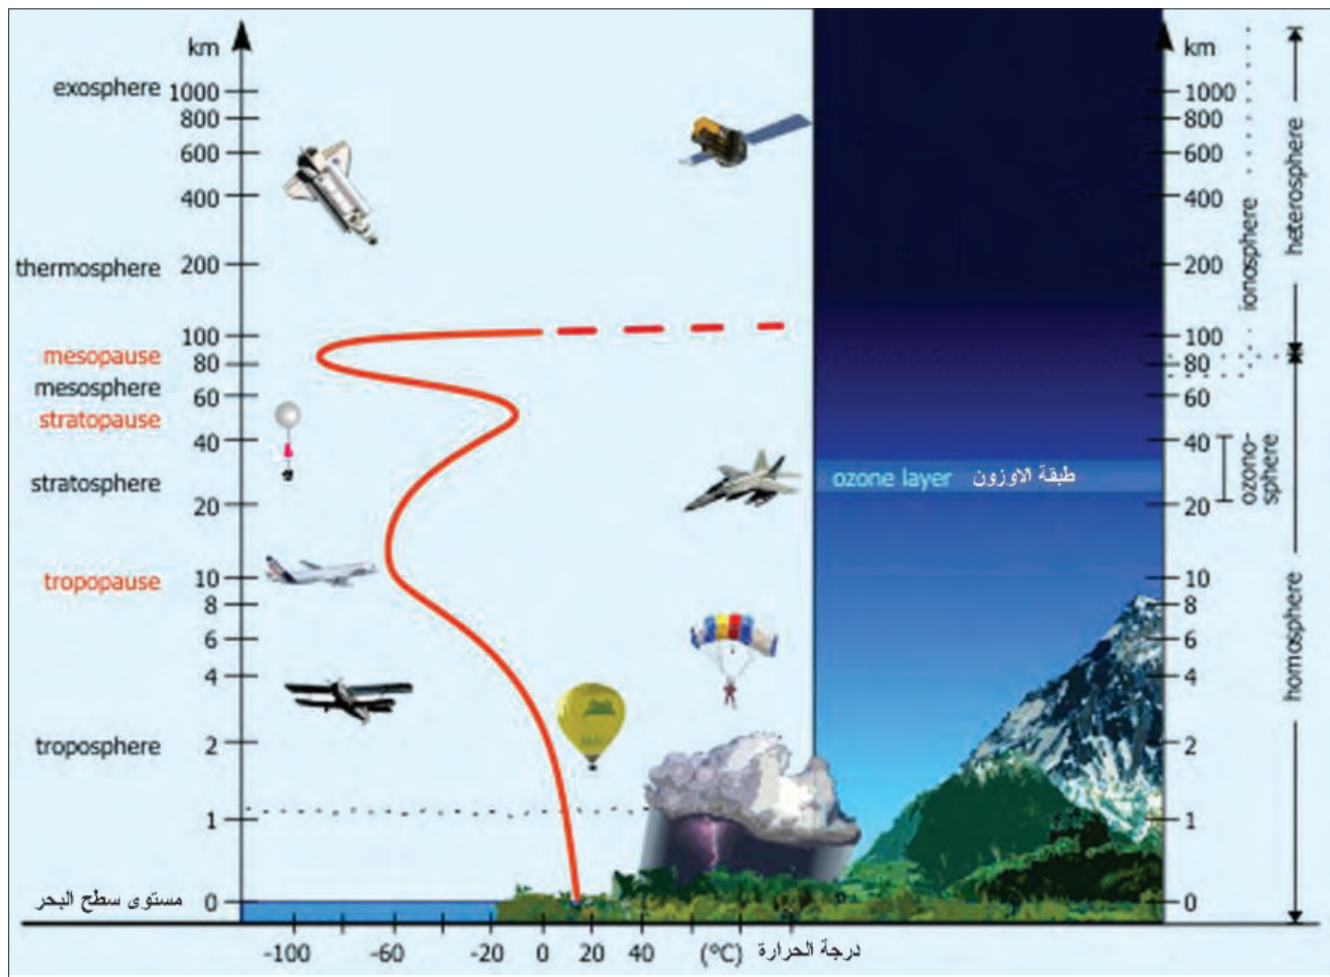 km
exosphere 1000
800
600
400
thermosphere 200
100
mesopause
80
mesosphere
60
stratopause
40
stratosphere
20
tropopause 10
8
6
4
troposphere 2
1
مستوى سطح البحر 0
-100 -60 -20 0 20 40 (°C) درجة الحرارة
ozone layer طبقة الاوزون
km
1000
800
600
400
200
100
80
60
40
20
10
8
6
4
2
1
0
ionosphere
heterosphere
ozono-
sphere
homosphere